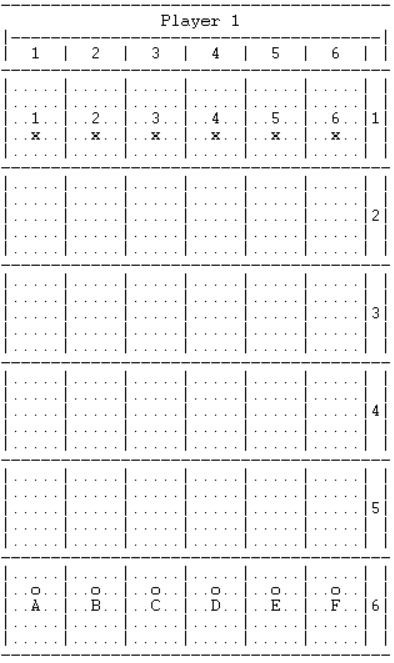 Player 1
1 | 2 | 3 | 4 | 5 | 6
1 2 3 4 5 6 1
x x x x x x
2
3
4
5
o o o o o o
A B C D E F 6